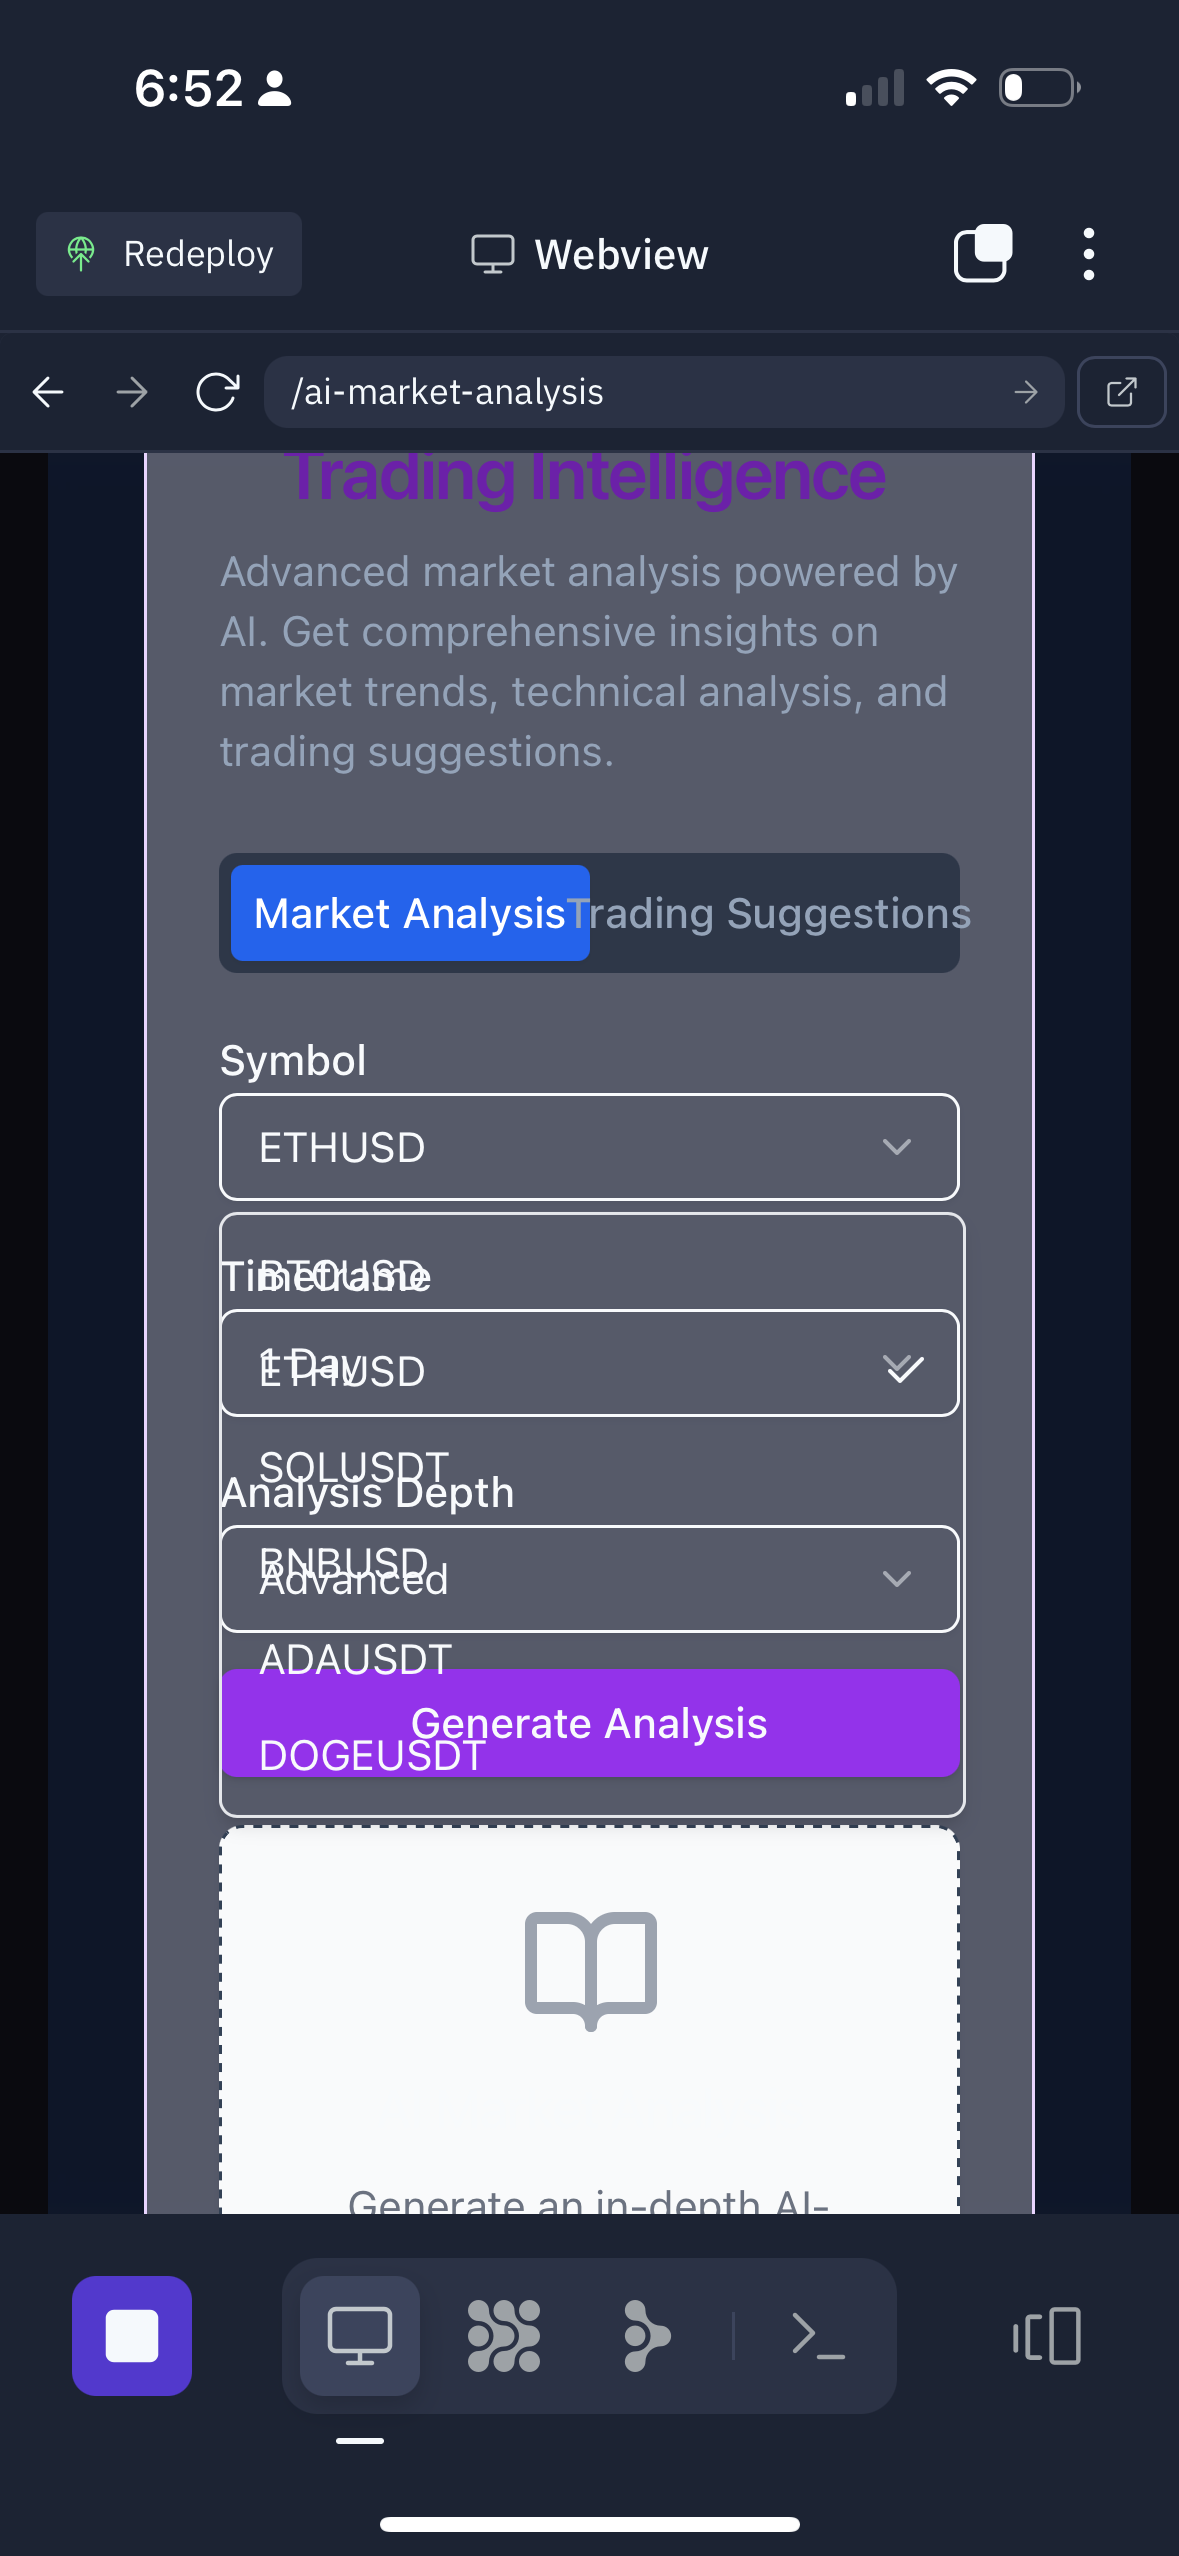 6:52
Redeploy
Webview
/ai-market-analysis
Trading Intelligence
Advanced market analysis powered by
AI. Get comprehensive insights on
market trends, technical analysis, and
trading suggestions.
Market Analysis
Trading Suggestions
Symbol
ETHUSD
BTCUSD
Timeframe
1 Day
ETHUSD
SOLUSDT
Analysis Depth
BNBUSD
Advanced
ADAUSDT
Generate Analysis
DOGEUSDT
Generate an in-depth AI-